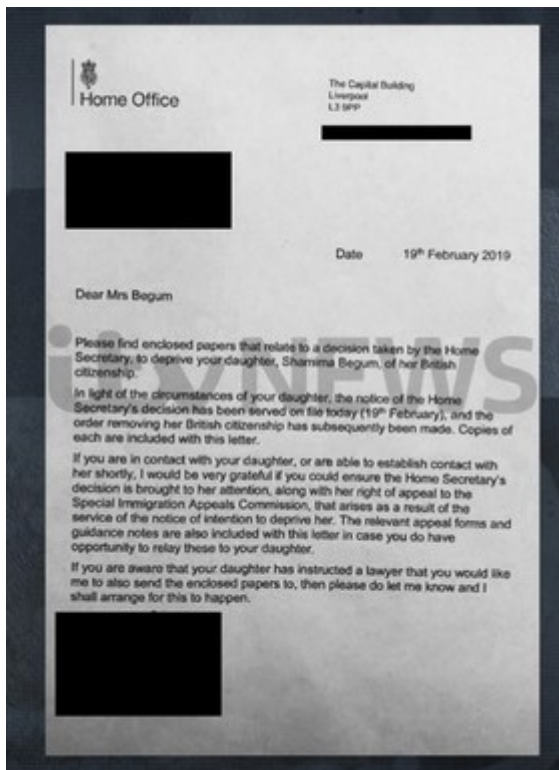 Home Office
The Capital Building
Liverpool
L3 9PP
Date 19th February 2019
Dear Mrs Begum
Please find enclosed papers that relate to a decision taken by the Home
Secretary, to deprive your daughter, Shamima Begum, of her British
citizenship.
In light of the circumstances of your daughter, the notice of the Home
Secretary's decision has been served on file today (19th February), and the
order removing her British citizenship has subsequently been made. Copies of
each are included with this letter.
If you are in contact with your daughter, or are able to establish contact with
her shortly, I would be very grateful if you could ensure the Home Secretary's
decision is brought to her attention, along with her right of appeal to the
Special Immigration Appeals Commission, that arises as a result of the
service of the notice of intention to deprive her. The relevant appeal forms and
guidance notes are also included with this letter in case you do have
opportunity to relay these to your daughter.
If you are aware that your daughter has instructed a lawyer that you would like
me to also send the enclosed papers to, then please do let me know and I
shall arrange for this to happen.
itv NEWS